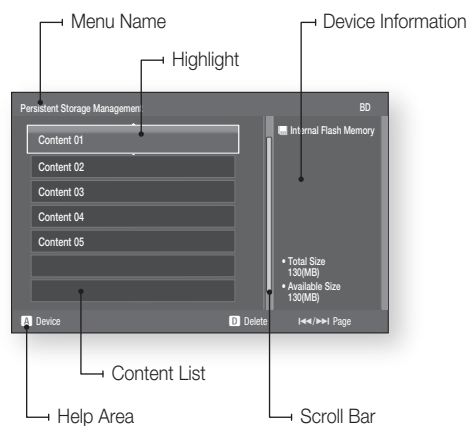 Menu Name
Device Information
Highlight
Persistent Storage Management
BD
Content 01
Internal Flash Memory
Content 02
Content 03
Content 04
Content 05
• Total Size
130(MB)
• Available Size
130(MB)
A Device
D Delete
⏮/⏭ Page
Content List
Help Area
Scroll Bar